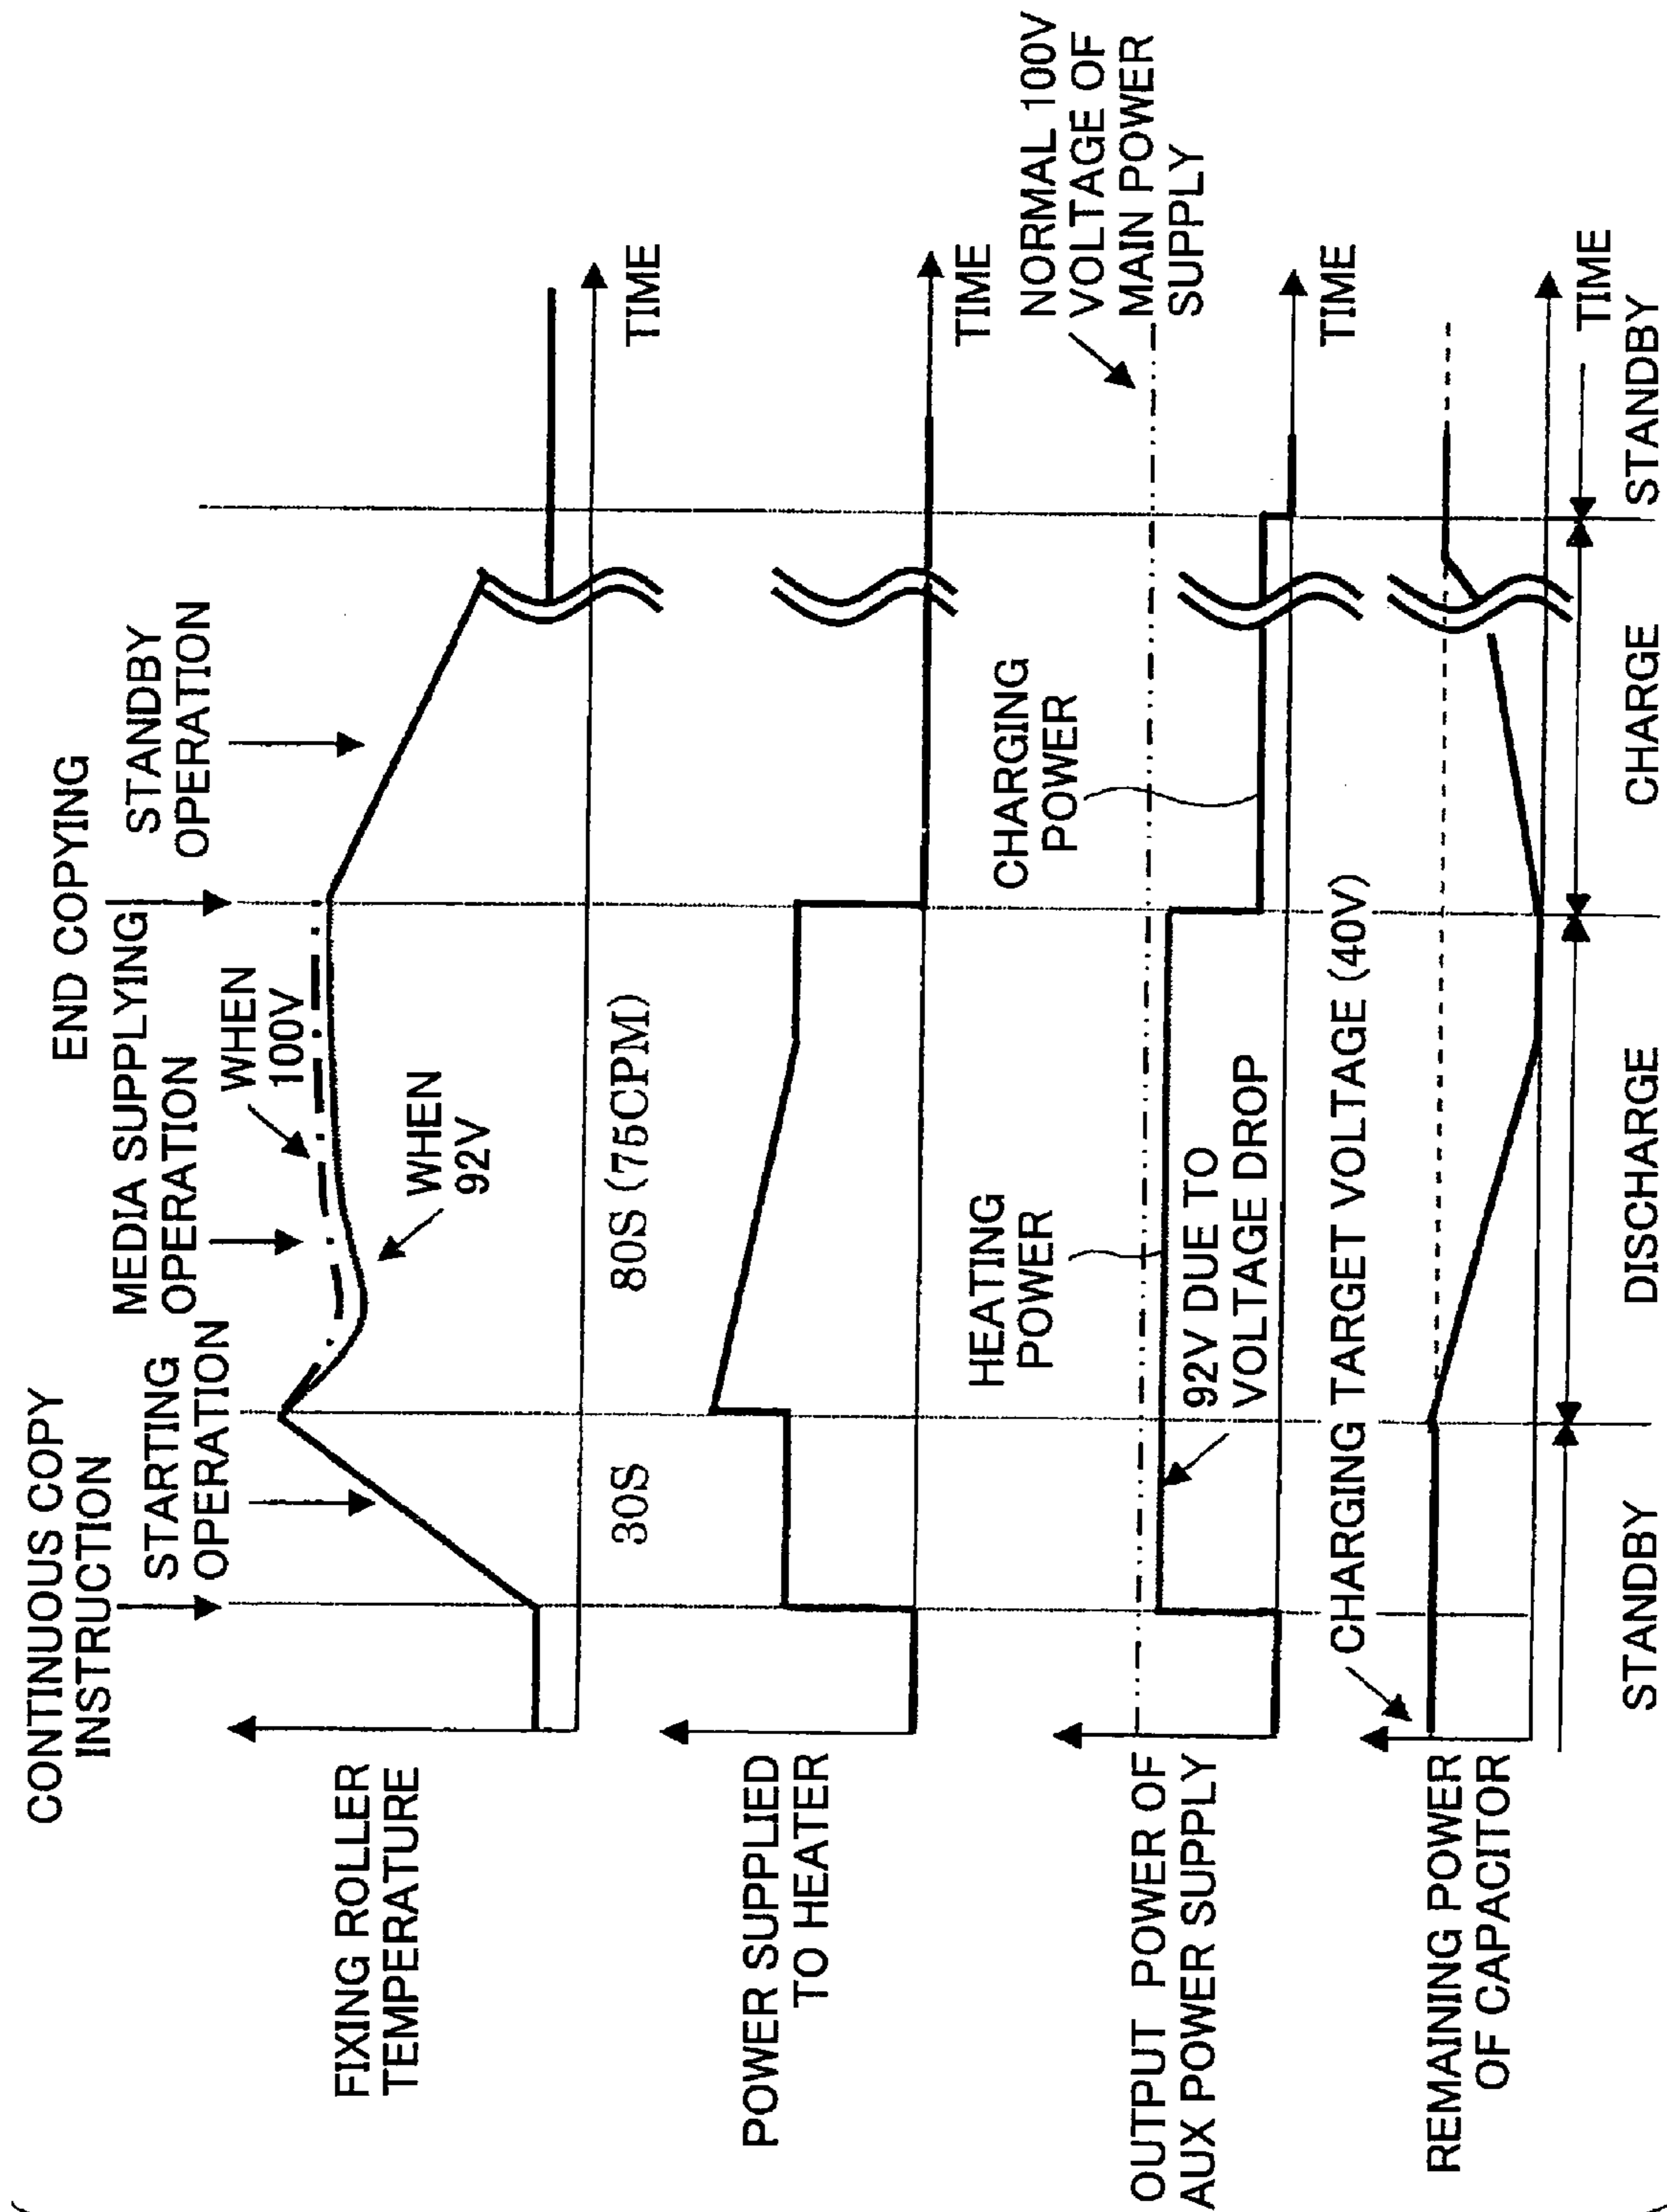 CONTINUOUS COPY
INSTRUCTION
END COPYING
STARTING
OPERATION
MEDIA SUPPLYING
OPERATION
STANDBY
OPERATION
WHEN
100V
WHEN
92V
FIXING ROLLER
TEMPERATURE
30S
80S (75CPM)
TIME
POWER SUPPLIED
TO HEATER
TIME
HEATING
POWER
CHARGING
POWER
NORMAL 100V
VOLTAGE OF
MAIN POWER
SUPPLY
OUTPUT POWER OF
AUX POWER SUPPLY
92V DUE TO
VOLTAGE DROP
TIME
CHARGING TARGET VOLTAGE (40V)
REMAINING POWER
OF CAPACITOR
TIME
STANDBY
DISCHARGE
CHARGE
STANDBY